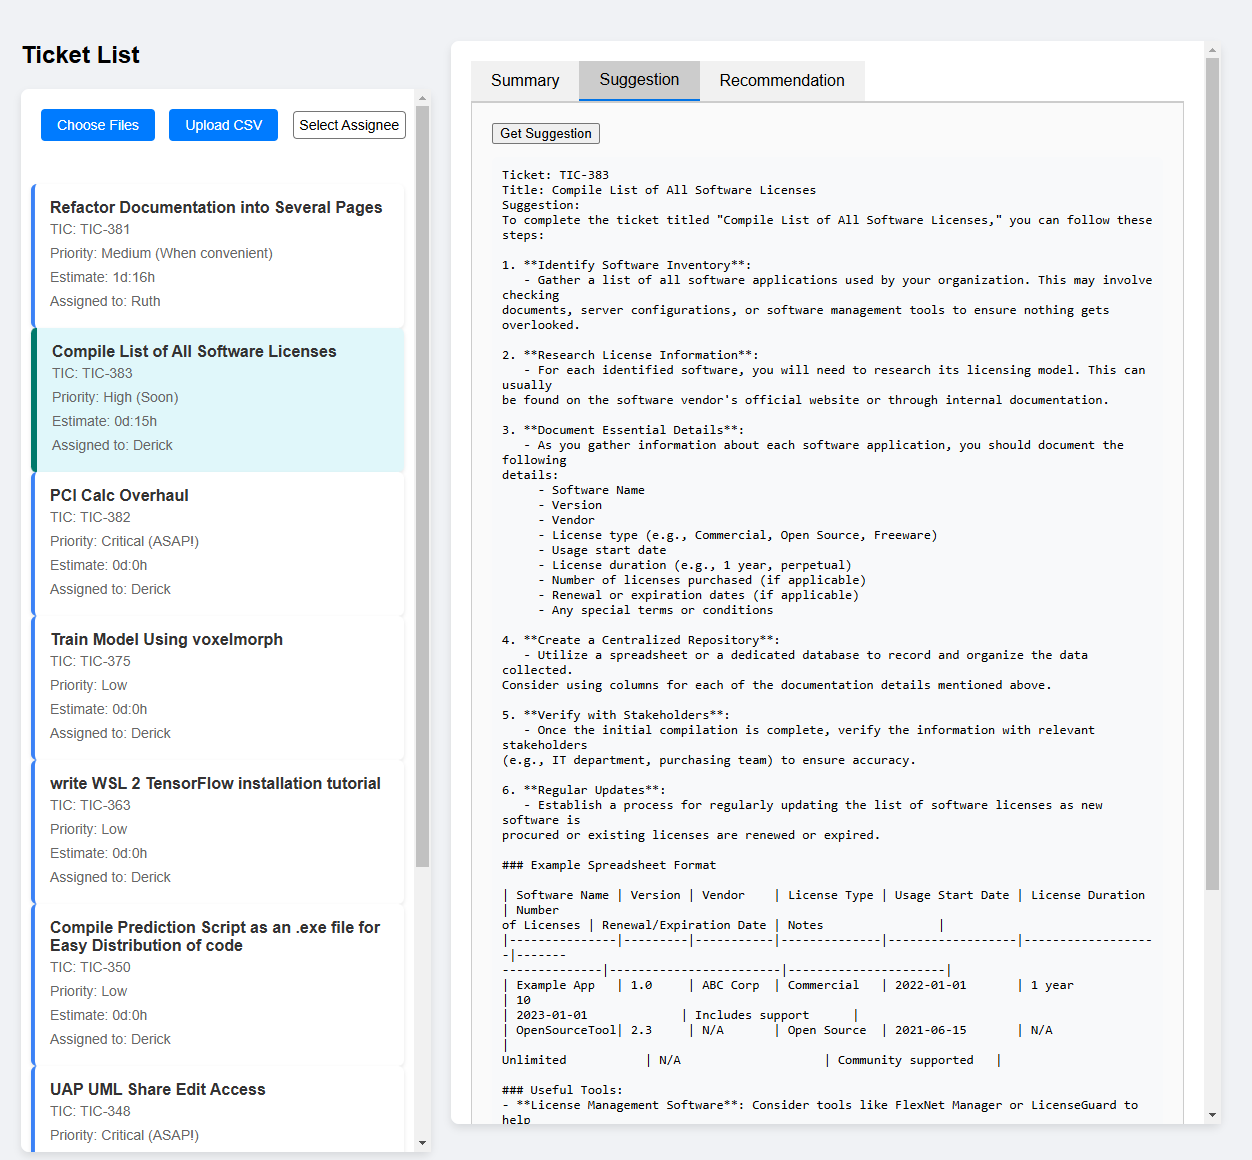 Ticket List
Choose Files
Upload CSV
Select Assignee
Refactor Documentation into Several Pages
TIC: TIC-381
Priority: Medium (When convenient)
Estimate: 1d:16h
Assigned to: Ruth
Compile List of All Software Licenses
TIC: TIC-383
Priority: High (Soon)
Estimate: 0d:15h
Assigned to: Derick
PCI Calc Overhaul
TIC: TIC-382
Priority: Critical (ASAP!)
Estimate: 0d:0h
Assigned to: Derick
Train Model Using voxelmorph
TIC: TIC-375
Priority: Low
Estimate: 0d:0h
Assigned to: Derick
write WSL 2 TensorFlow installation tutorial
TIC: TIC-363
Priority: Low
Estimate: 0d:0h
Assigned to: Derick
Compile Prediction Script as an .exe file for
Easy Distribution of code
TIC: TIC-350
Priority: Low
Estimate: 0d:0h
Assigned to: Derick
UAP UML Share Edit Access
TIC: TIC-348
Priority: Critical (ASAP!)
Summary
Suggestion
Recommendation
Get Suggestion
Ticket: TIC-383
Title: Compile List of All Software Licenses
Suggestion:
To complete the ticket titled "Compile List of All Software Licenses," you can follow these
steps:
1. **Identify Software Inventory**:
- Gather a list of all software applications used by your organization. This may involve
checking
documents, server configurations, or software management tools to ensure nothing gets
overlooked.
2. **Research License Information**:
- For each identified software, you will need to research its licensing model. This can
usually
be found on the software vendor's official website or through internal documentation.
3. **Document Essential Details**:
- As you gather information about each software application, you should document the
following
details:
- Software Name
- Version
- Vendor
- License type (e.g., Commercial, Open Source, Freeware)
- Usage start date
- License duration (e.g., 1 year, perpetual)
- Number of licenses purchased (if applicable)
- Renewal or expiration dates (if applicable)
- Any special terms or conditions
4. **Create a Centralized Repository**:
- Utilize a spreadsheet or a dedicated database to record and organize the data
collected.
Consider using columns for each of the documentation details mentioned above.
5. **Verify with Stakeholders**:
- Once the initial compilation is complete, verify the information with relevant
stakeholders
(e.g., IT department, purchasing team) to ensure accuracy.
6. **Regular Updates**:
- Establish a process for regularly updating the list of software licenses as new
software is
procured or existing licenses are renewed or expired.
### Example Spreadsheet Format
| Software Name | Version | Vendor    | License Type | Usage Start Date | License Duration
| Number
of Licenses | Renewal/Expiration Date | Notes                |
|---------------|---------|-----------|--------------|------------------|------------------
-|-------
--------------|------------------------|----------------------|
| Example App   | 1.0     | ABC Corp  | Commercial   | 2022-01-01       | 1 year
| 10
| 2023-01-01             | Includes support      |
| OpenSourceTool| 2.3     | N/A       | Open Source  | 2021-06-15       | N/A
|
Unlimited           | N/A                    | Community supported   |
### Useful Tools:
- **License Management Software**: Consider tools like FlexNet Manager or LicenseGuard to
help